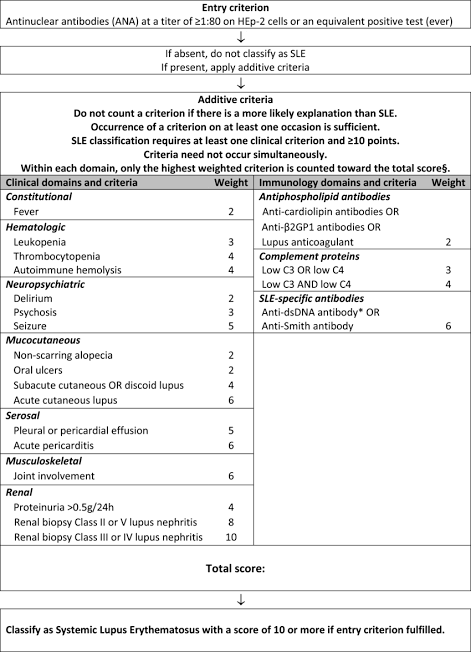 Entry criterion
Antinuclear antibodies (ANA) at a titer of ≥1:80 on HEp-2 cells or an equivalent positive test (ever)
↓
If absent, do not classify as SLE
If present, apply additive criteria
↓
Additive criteria
Do not count a criterion if there is a more likely explanation than SLE.
Occurrence of a criterion on at least one occasion is sufficient.
SLE classification requires at least one clinical criterion and ≥10 points.
Criteria need not occur simultaneously.
Within each domain, only the highest weighted criterion is counted toward the total score§.
Clinical domains and criteria Weight
Constitutional
Fever 2
Hematologic
Leukopenia 3
Thrombocytopenia 4
Autoimmune hemolysis 4
Neuropsychiatric
Delirium 2
Psychosis 3
Seizure 5
Mucocutaneous
Non-scarring alopecia 2
Oral ulcers 2
Subacute cutaneous OR discoid lupus 4
Acute cutaneous lupus 6
Serosal
Pleural or pericardial effusion 5
Acute pericarditis 6
Musculoskeletal
Joint involvement 6
Renal
Proteinuria >0.5g/24h 4
Renal biopsy Class II or V lupus nephritis 8
Renal biopsy Class III or IV lupus nephritis 10
Immunology domains and criteria Weight
Antiphospholipid antibodies
Anti-cardiolipin antibodies OR
Anti-β2GP1 antibodies OR
Lupus anticoagulant 2
Complement proteins
Low C3 OR low C4 3
Low C3 AND low C4 4
SLE-specific antibodies
Anti-dsDNA antibody* OR
Anti-Smith antibody 6
Total score:
↓
Classify as Systemic Lupus Erythematosus with a score of 10 or more if entry criterion fulfilled.